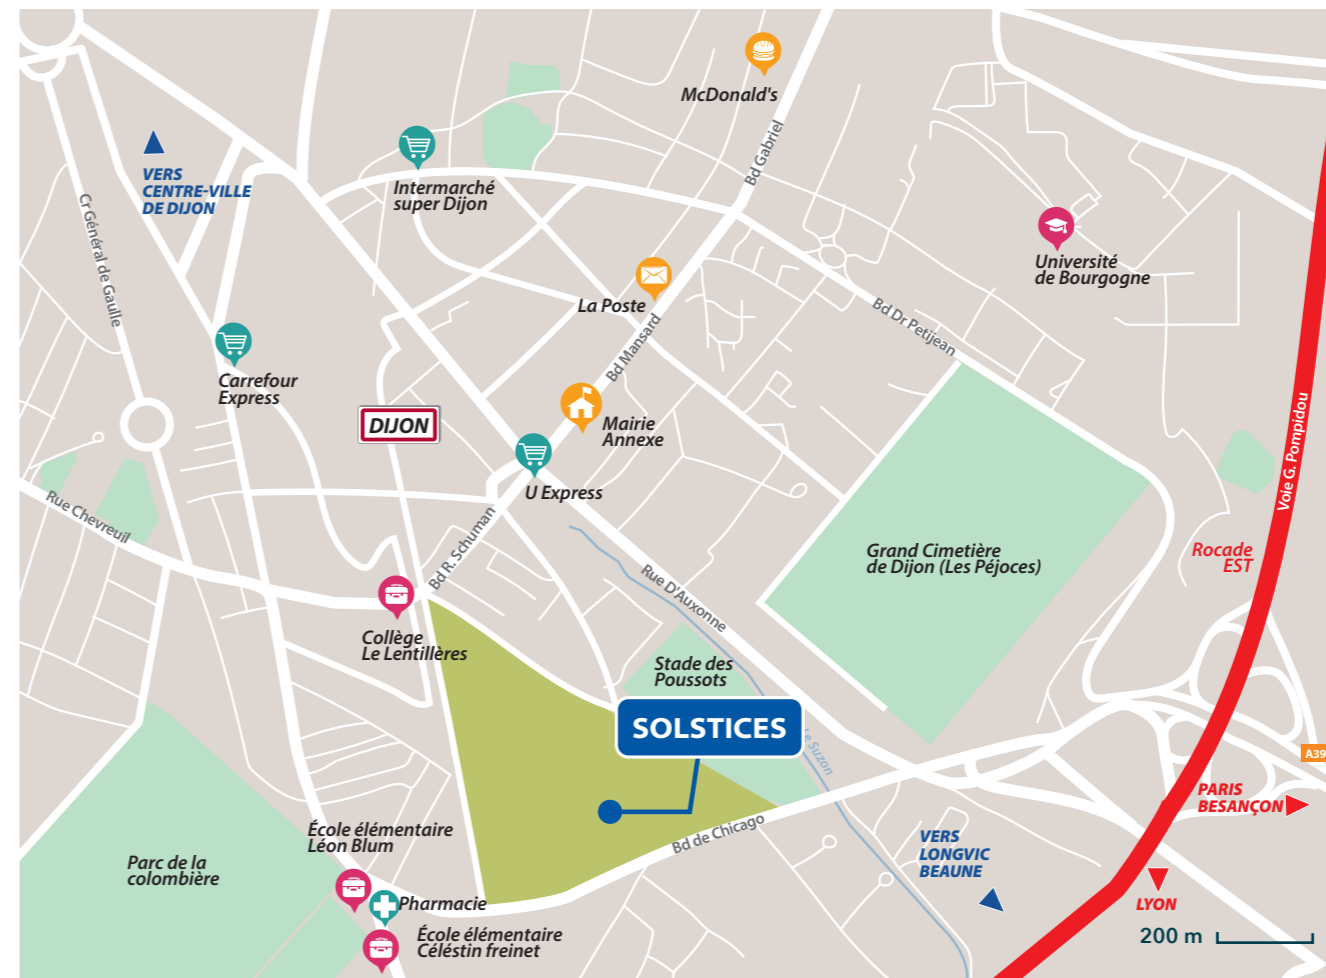 McDonald's
Bd Gabriel
VERS
CENTRE-VILLE
DE DIJON
Intermarché
super Dijon
Cr Général de Gaulle
Université
de Bourgogne
La Poste
Bd Mansard
Bd Dr Petijean
Carrefour
Express
DIJON
Mairie
Annexe
Voie G. Pompidou
U Express
Rue Chevreuil
Bd R. Schuman
Grand Cimetière
de Dijon (Les Péjoces)
Rocade
EST
Rue D'Auxonne
Collège
Le Lentillères
Stade des
Poussots
SOLSTICES
Le Suzon
A39
PARIS
BESANÇON
Bd de Chicago
École élémentaire
Léon Blum
VERS
LONGVIC
BEAUNE
Parc de la
colombière
Pharmacie
LYON
École élémentaire
Céléstin freinet
200 m